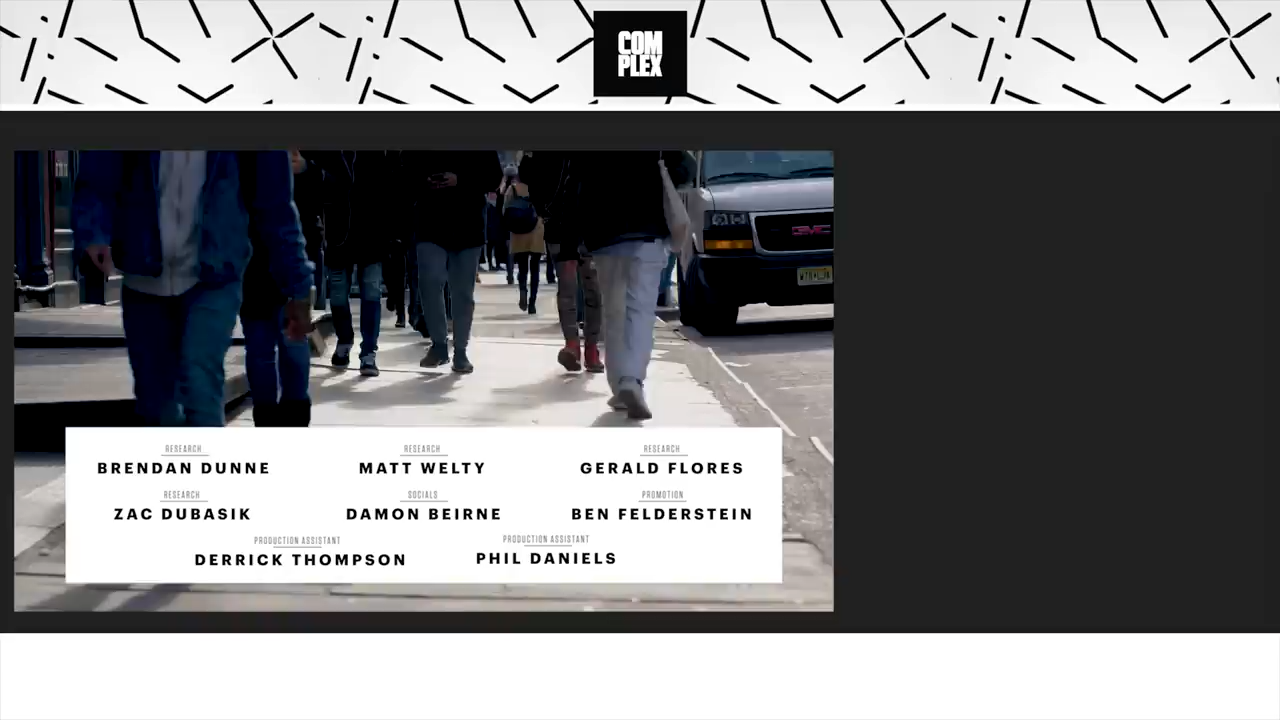 COM
PLEX
GMC
RESEARCH RESEARCH RESEARCH
BRENDAN DUNNE MATT WELTY GERALD FLORES
RESEARCH SOCIALS PROMOTION
ZAC DUBASIK DAMON BEIRNE BEN FELDERSTEIN
PRODUCTION ASSISTANT PRODUCTION ASSISTANT
DERRICK THOMPSON PHIL DANIELS